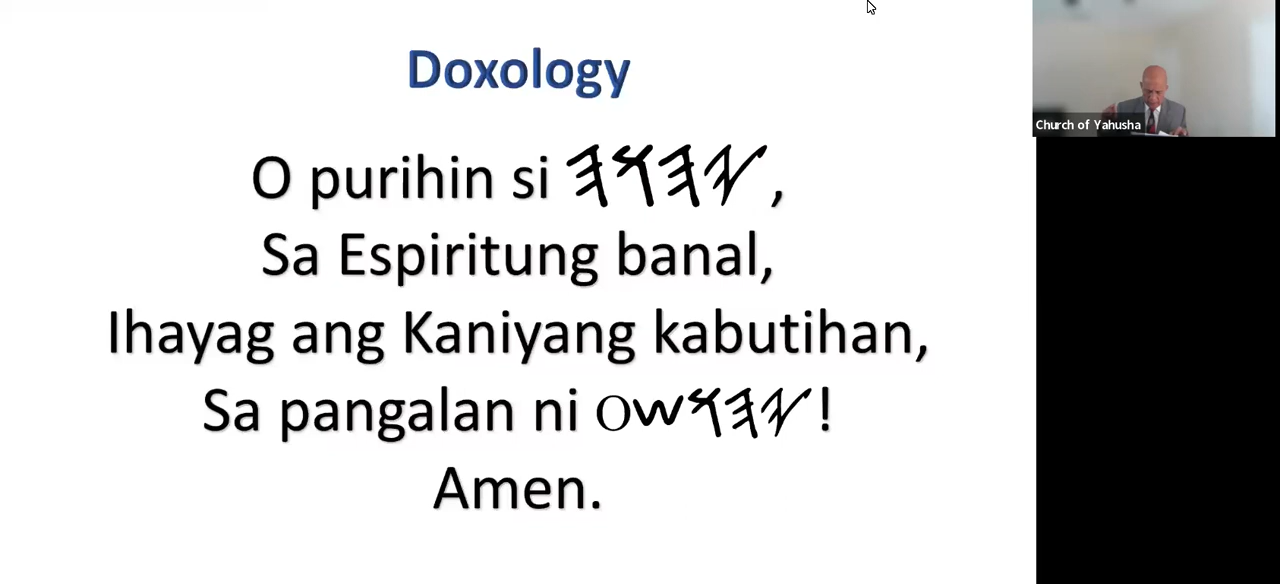 Doxology
O purihin si 𐤉𐤄𐤅𐤄,
Sa Espiritung banal,
Ihayag ang Kaniyang kabutihan,
Sa pangalan ni 𐤉𐤄𐤅𐤔𐤏!
Amen.
Church of Yahusha